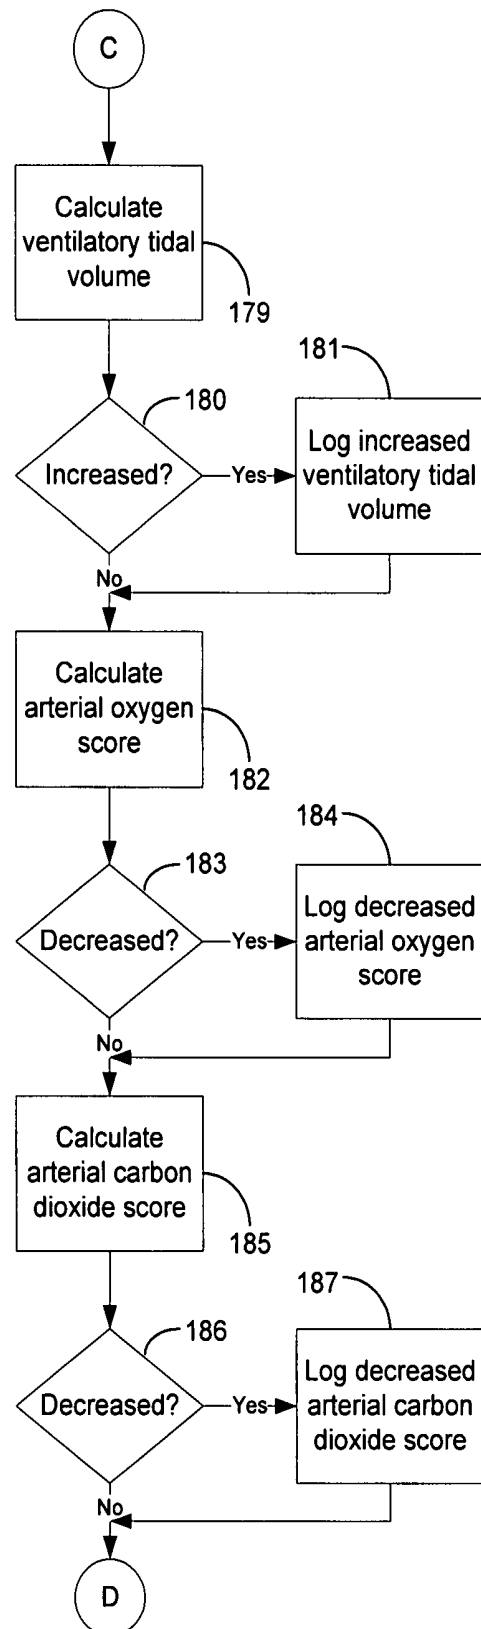 C
Calculate
ventilatory tidal
volume
179
180
181
Increased?
Yes
Log increased
ventilatory tidal
volume
No
Calculate
arterial oxygen
score
182
183
184
Decreased?
Yes
Log decreased
arterial oxygen
score
No
Calculate
arterial carbon
dioxide score
185
186
187
Decreased?
Yes
Log decreased
arterial carbon
dioxide score
No
D